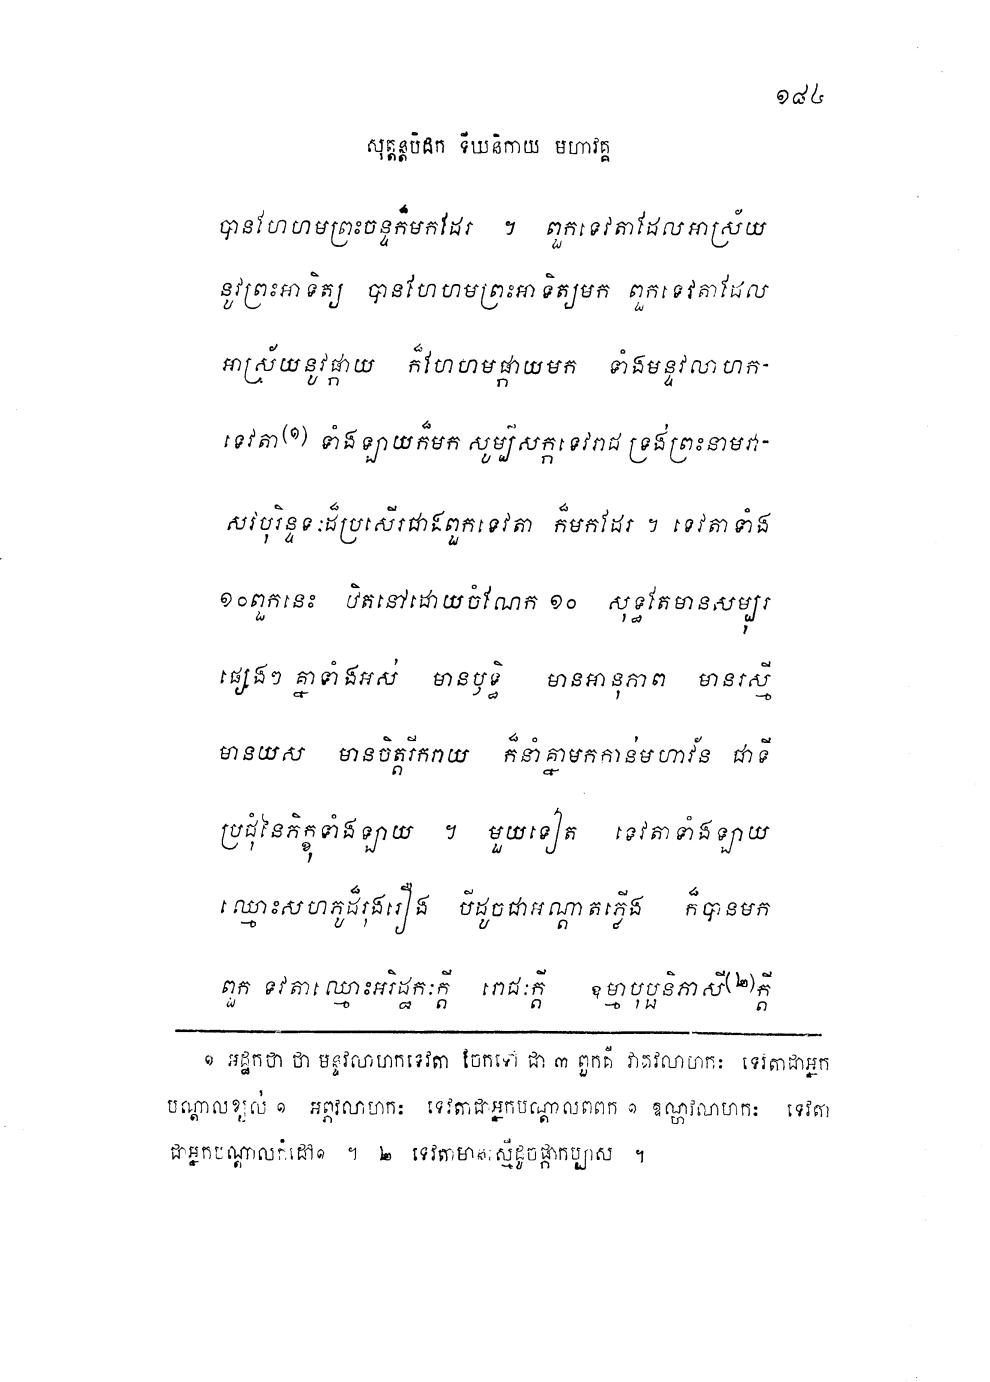 ១៨៤
សុត្តន្តបិដក ទីឃនិកាយ មហាវគ្គ
បានហែហមព្រះចន្ទក៏មកដែរ ។ ពួកទេវតាដែលអាស្រ័យ
នូវព្រះអាទិត្យ បានហែហមព្រះអាទិត្យមក ពួកទេវតាដែល
អាស្រ័យនូវផ្កាយ ក៏ហែហមផ្កាយមក ទាំងមន្ទវលាហក-
ទេវតា(១) ទាំងឡាយក៏មក សូម្បីសក្កទេវរាជ ទ្រង់ព្រះនាមវា-
សវបុរិន្ទទៈដ៏ប្រសើរជាងពួកទេវតា ក៏មកដែរ ។ ទេវតាទាំង
១០ពួកនេះ ឋិតនៅដោយចំណែក ១០ សុទ្ធតែមានសម្បុរ
ផ្សេងៗ គ្នាទាំងអស់ មានឫទ្ធិ មានអានុភាព មានរស្មី
មានយស មានចិត្តរីករាយ ក៏នាំគ្នាមកកាន់មហាវ័ន ជាទី
ប្រជុំនៃភិក្ខុទាំងឡាយ ។ មួយទៀត ទេវតាទាំងឡាយ
ឈ្មោះសហភូដ៏រុងរឿង បីដូចជាអណ្តាតភ្លើង ក៏បានមក
ពួកទេវតាឈ្មោះអរិដ្ឋកៈក្តី រោជៈក្តី ឧម្មាបុប្ផនិភាសី(២)ក្តី
១ អដ្ឋកថា ថា មន្ទវលាហកទេវតា ចែកទៅ ជា ៣ ពួកគឺ វាតវលាហកៈ ទេវតាជាអ្នក
បណ្តាលខ្យល់ ១ អព្ភវលាហកៈ ទេវតាជាអ្នកបណ្តាលពពក ១ ឧណ្ហវលាហកៈ ទេវតា
ជាអ្នកបណ្តាលកំដៅ១ ។ ២ ទេវតាមានរស្មីដូចផ្កាកប្បាស ។